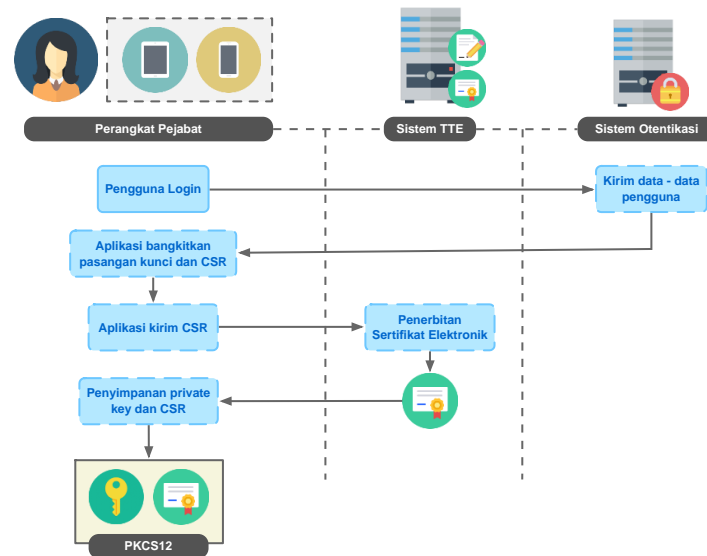 Perangkat Pejabat
Sistem TTE
Sistem Otentikasi
Pengguna Login
Kirim data - data
pengguna
Aplikasi bangkitkan
pasangan kunci dan CSR
Aplikasi kirim CSR
Penerbitan
Sertifikat Elektronik
Penyimpanan private
key dan CSR
PKCS12